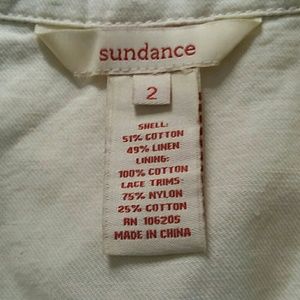 sundance
2
SHELL:
51% COTTON
49% LINEN
LINING:
100% COTTON
LACE TRIMS:
75% NYLON
25% COTTON
RN 106205
MADE IN CHINA